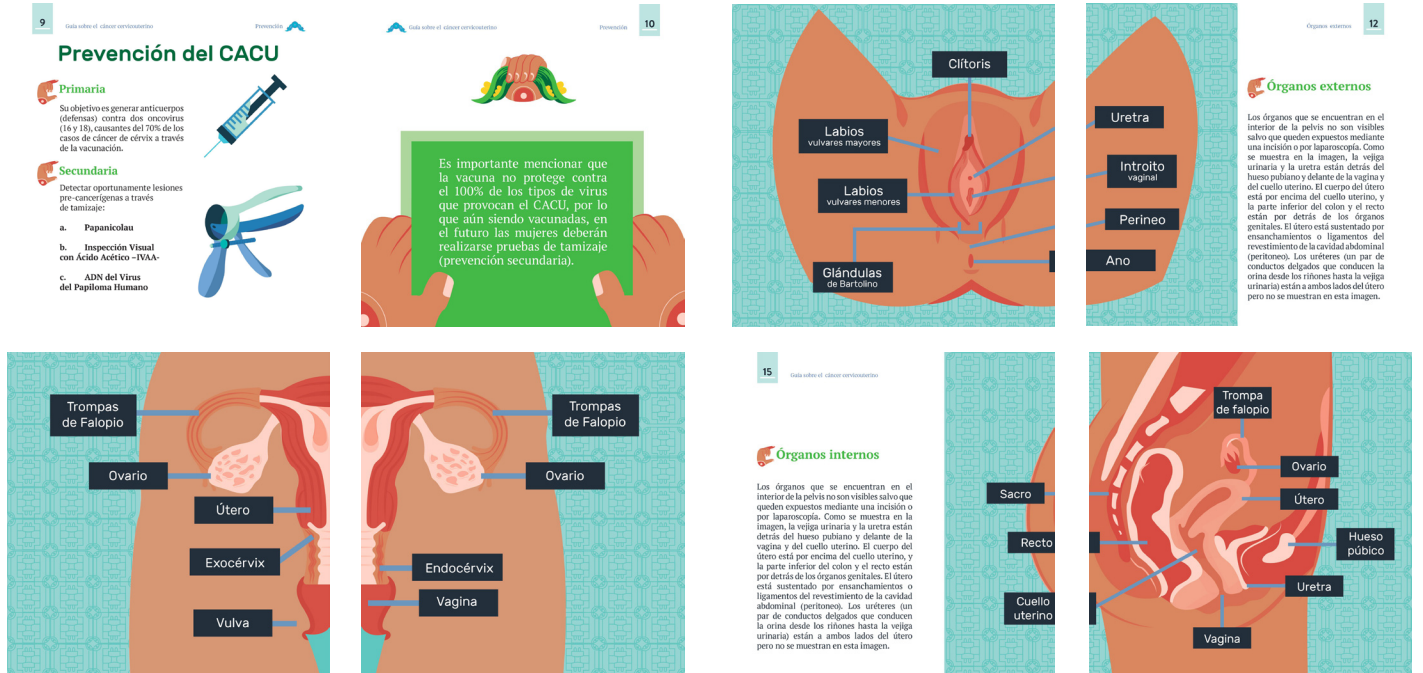 9
Guía sobre el cáncer cervicouterino
Prevención
Prevención del CACU
Primaria
Su objetivo es generar anticuerpos
(defensas) contra dos oncovirus
(16 y 18), causantes del 70% de los
casos de cáncer de cérvix a través
de la vacunación.
Secundaria
Detectar oportunamente lesiones
pre-cancerígenas a través
de tamizaje:
a. Papanicolau
b. Inspección Visual
con Ácido Acético –IVAA-
c. ADN del Virus
del Papiloma Humano
Guía sobre el cáncer cervicouterino
Prevención
10
Es importante mencionar que
la vacuna no protege contra
el 100% de los tipos de virus
que provocan el CACU, por lo
que aún siendo vacunadas, en
el futuro las mujeres deberán
realizarse pruebas de tamizaje
(prevención secundaria).
Clítoris
Labios
vulvares mayores
Labios
vulvares menores
Glándulas
de Bartolino
Órganos externos
12
Uretra
Introito
vaginal
Perineo
Ano
Órganos externos
Los órganos que se encuentran en el
interior de la pelvis no son visibles
salvo que queden expuestos mediante
una incisión o por laparoscopía. Como
se muestra en la imagen, la vejiga
urinaria y la uretra están detrás del
hueso pubiano y delante de la vagina y
del cuello uterino. El cuerpo del útero
está por encima del cuello uterino, y
la parte inferior del colon y el recto
están por detrás de los órganos
genitales. El útero está sustentado por
ensanchamientos o ligamentos del
revestimiento de la cavidad abdominal
(peritoneo). Los uréteres (un par de
conductos delgados que conducen la
orina desde los riñones hasta la vejiga
urinaria) están a ambos lados del útero
pero no se muestran en esta imagen.
Trompas
de Falopio
Ovario
Útero
Exocérvix
Vulva
Trompas
de Falopio
Ovario
Endocérvix
Vagina
15
Guía sobre el cáncer cervicouterino
Órganos internos
Los órganos que se encuentran en el
interior de la pelvis no son visibles salvo que
queden expuestos mediante una incisión o
por laparoscopía. Como se muestra en la
imagen, la vejiga urinaria y la uretra están
detrás del hueso pubiano y delante de la
vagina y del cuello uterino. El cuerpo del
útero está por encima del cuello uterino, y
la parte inferior del colon y el recto están
por detrás de los órganos genitales. El útero
está sustentado por ensanchamientos o
ligamentos del revestimiento de la cavidad
abdominal (peritoneo). Los uréteres (un
par de conductos delgados que conducen
la orina desde los riñones hasta la vejiga
urinaria) están a ambos lados del útero
pero no se muestran en esta imagen.
Sacro
Recto
Cuello
uterino
Trompa
de falopio
Ovario
Útero
Hueso
púbico
Uretra
Vagina